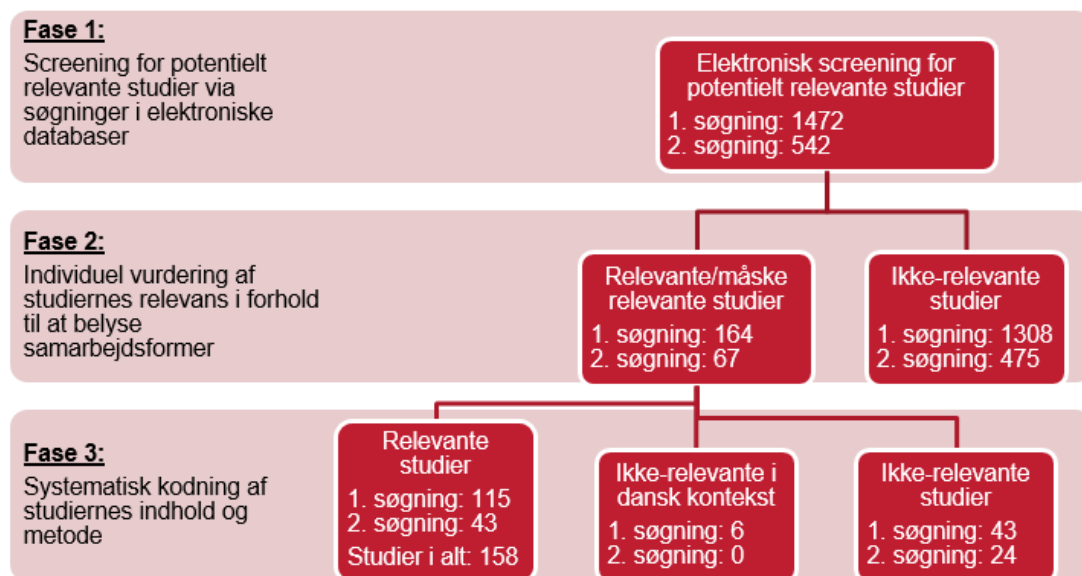 Fase 1:
Screening for potentielt
relevante studier via
søgninger i elektroniske
databaser
Elektronisk screening for
potentielt relevante studier
1. søgning: 1472
2. søgning: 542
Fase 2:
Individuel vurdering af
studiernes relevans i forhold
til at belyse
samarbejdsformer
Relevante/måske
relevante studier
1. søgning: 164
2. søgning: 67
Ikke-relevante
studier
1. søgning: 1308
2. søgning: 475
Fase 3:
Systematisk kodning af
studiernes indhold og
metode
Relevante
studier
1. søgning: 115
2. søgning: 43
Studier i alt: 158
Ikke-relevante i
dansk kontekst
1. søgning: 6
2. søgning: 0
Ikke-relevante
studier
1. søgning: 43
2. søgning: 24